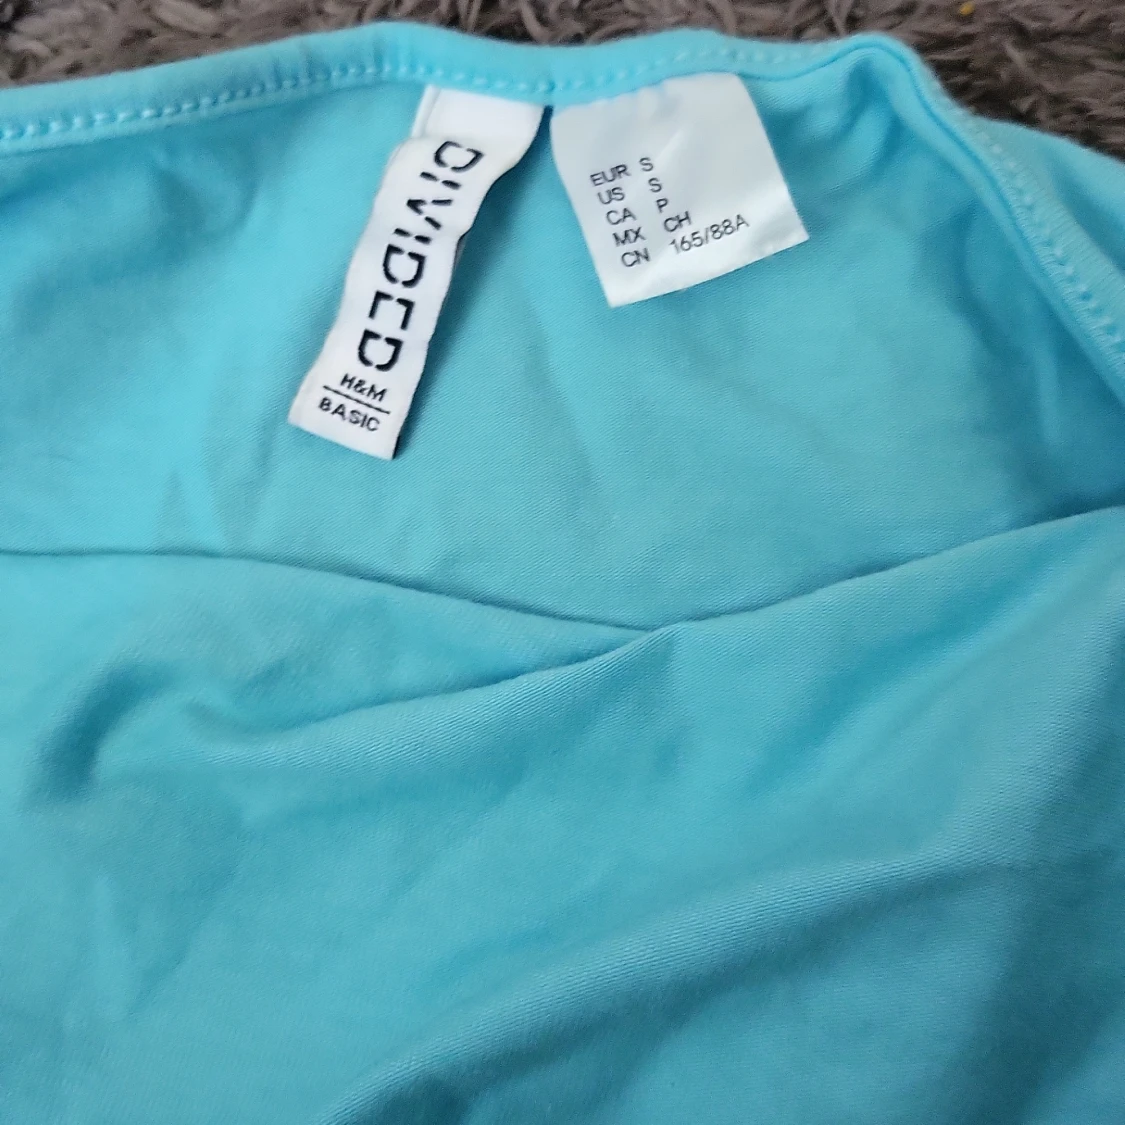 DIVIDED
H&M
BASIC
EUR S
US S
CA P
MX CH
CN 165/88A